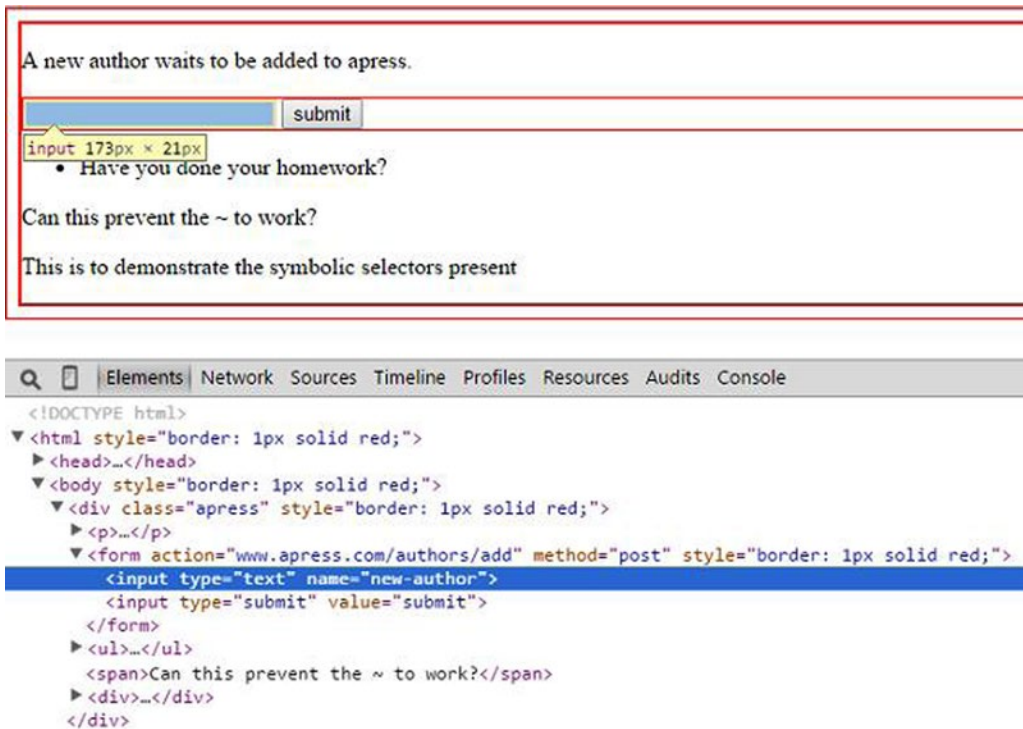 A new author waits to be added to apress.
submit
input 173px × 21px
• Have you done your homework?
Can this prevent the ~ to work?
This is to demonstrate the symbolic selectors present
Elements Network Sources Timeline Profiles Resources Audits Console
<!DOCTYPE html>
▼<html style="border: 1px solid red;">
▶<head>…</head>
▼<body style="border: 1px solid red;">
▼<div class="apress" style="border: 1px solid red;">
▶<p>…</p>
▼<form action="www.apress.com/authors/add" method="post" style="border: 1px solid red;">
<input type="text" name="new-author">
<input type="submit" value="submit">
</form>
▶<ul>…</ul>
<span>Can this prevent the ~ to work?</span>
▶<div>…</div>
</div>